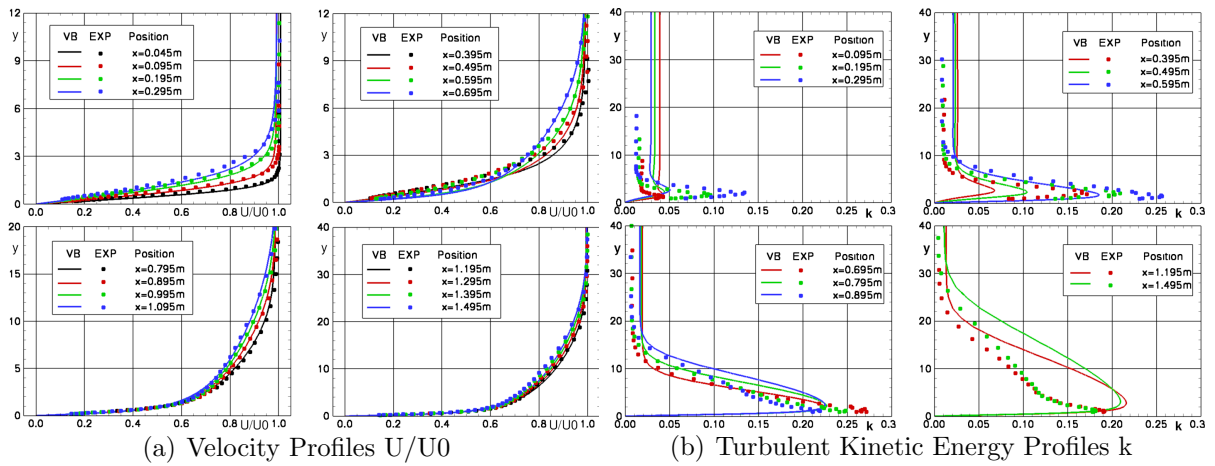 12
y
9
6
3
0
VB EXP Position
x=0.045m
x=0.095m
x=0.195m
x=0.295m
0.0 0.2 0.4 0.6 0.8 U/U0 1.0
12
y
9
6
3
0
VB EXP Position
x=0.395m
x=0.495m
x=0.595m
x=0.695m
0.0 0.2 0.4 0.6 0.8 U/U0 1.0
40
y
30
20
10
0
VB EXP Position
x=0.095m
x=0.195m
x=0.295m
0 0.05 0.10 0.15 0.20 0.25 k 0.3
40
y
30
20
10
0
VB EXP Position
x=0.395m
x=0.495m
x=0.595m
0.00 0.05 0.10 0.15 0.20 0.25 k 0.3
20
y
15
10
5
0
VB EXP Position
x=0.795m
x=0.895m
x=0.995m
x=1.095m
0.0 0.2 0.4 0.6 0.8 U/U0 1.0
40
y
30
20
10
0
VB EXP Position
x=1.195m
x=1.295m
x=1.395m
x=1.495m
0.0 0.2 0.4 0.6 0.8 U/U0 1.0
40
y
30
20
10
0
VB EXP Position
x=0.695m
x=0.795m
x=0.895m
0.00 0.05 0.10 0.15 0.20 0.25 k 0.3
40
y
30
20
10
0
VB EXP Position
x=1.195m
x=1.495m
0.00 0.05 0.10 0.15 0.20 0.25 k 0.3
(a) Velocity Profiles U/U0
(b) Turbulent Kinetic Energy Profiles k